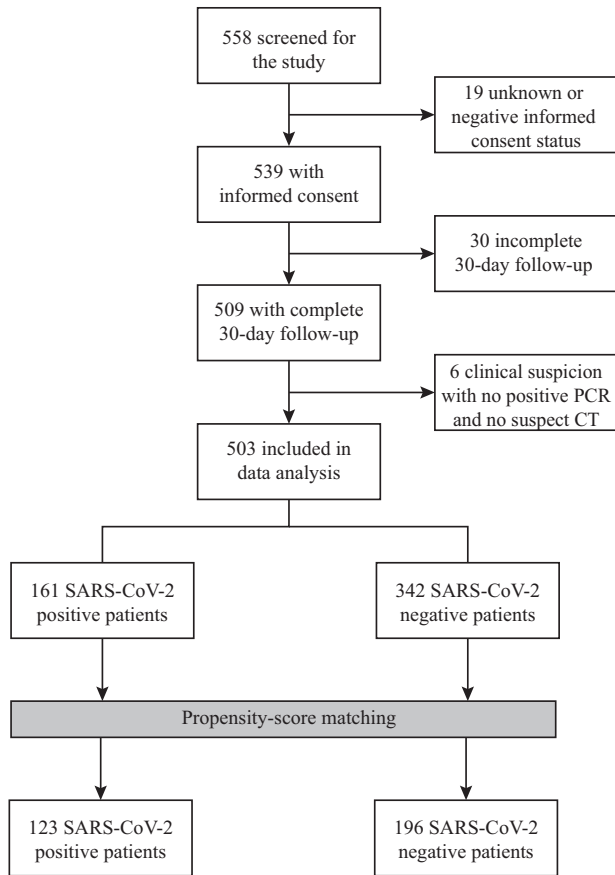 558 screened for
the study
19 unknown or
negative informed
consent status
539 with
informed consent
30 incomplete
30-day follow-up
509 with complete
30-day follow-up
6 clinical suspicion
with no positive PCR
and no suspect CT
503 included in
data analysis
161 SARS-CoV-2
positive patients
342 SARS-CoV-2
negative patients
Propensity-score matching
123 SARS-CoV-2
positive patients
196 SARS-CoV-2
negative patients